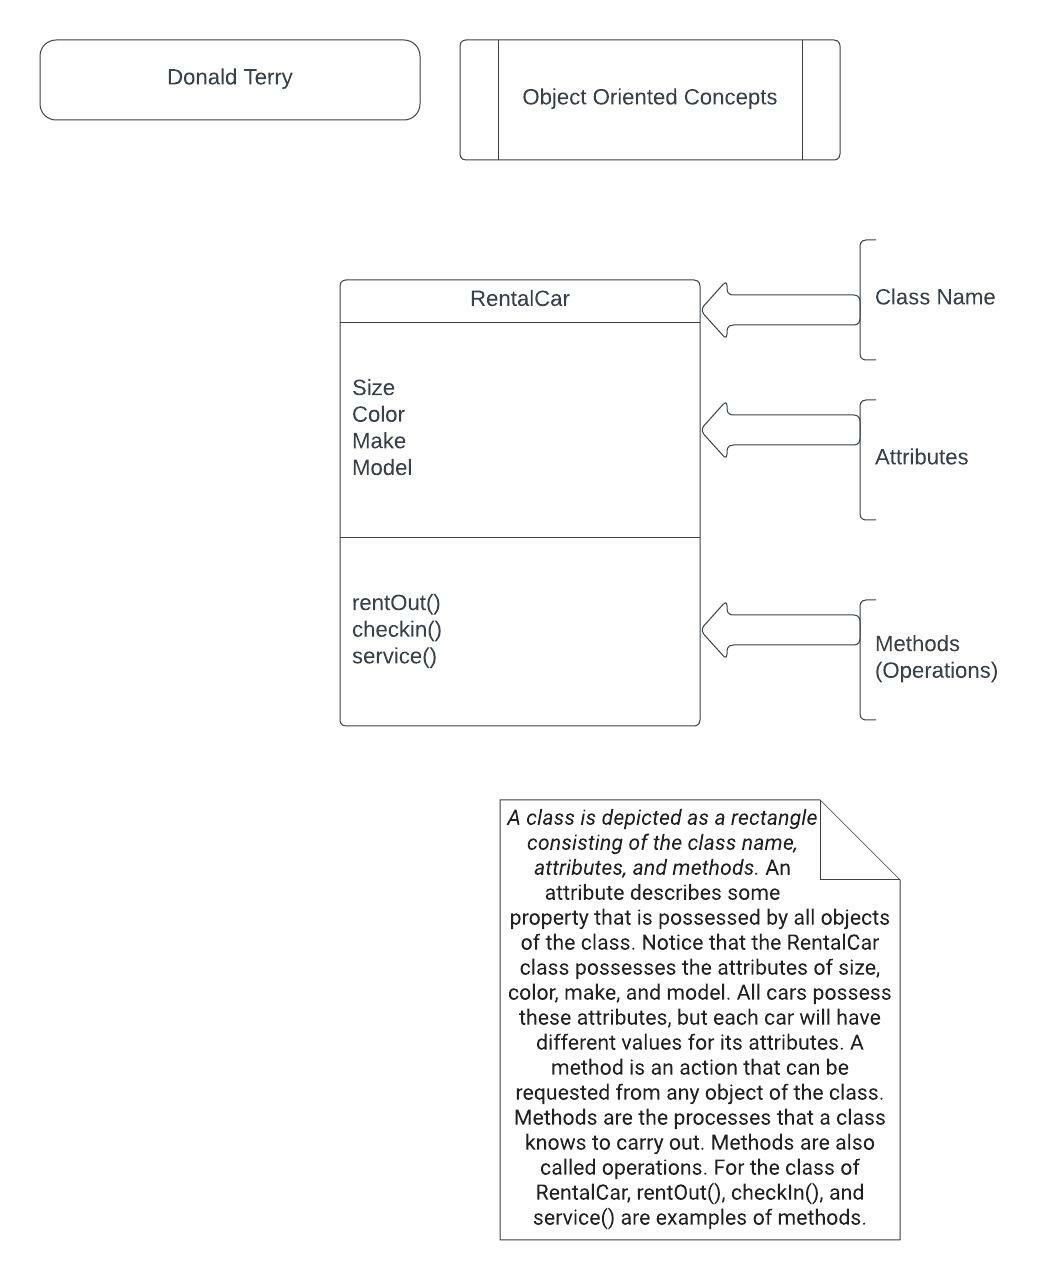 Donald Terry
Object Oriented Concepts
RentalCar
Class Name
Size
Color
Make
Model
Attributes
rentOut()
checkin()
service()
Methods
(Operations)
A class is depicted as a rectangle
consisting of the class name,
attributes, and methods. An
attribute describes some
property that is possessed by all objects
of the class. Notice that the RentalCar
class possesses the attributes of size,
color, make, and model. All cars possess
these attributes, but each car will have
different values for its attributes. A
method is an action that can be
requested from any object of the class.
Methods are the processes that a class
knows to carry out. Methods are also
called operations. For the class of
RentalCar, rentOut(), checkIn(), and
service() are examples of methods.